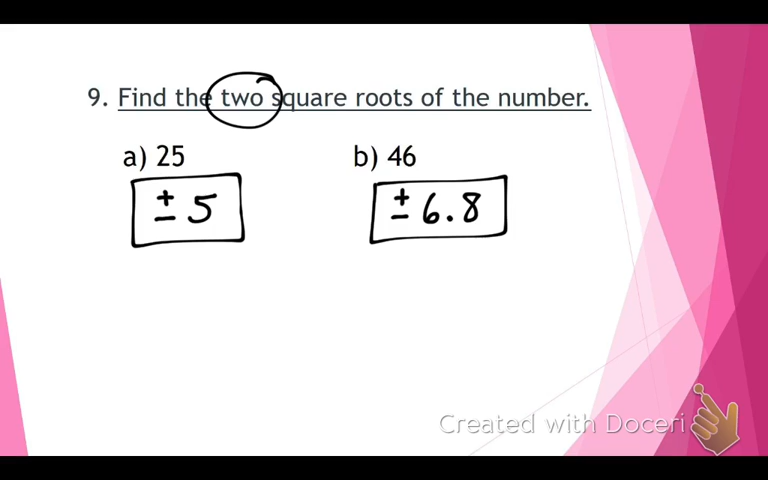 9. Find the two square roots of the number.
a) 25 b) 46
± 5 ± 6.8
Created with Doceri